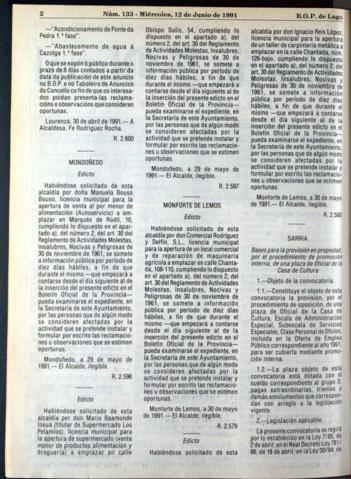 2 Núm. 133 - Miércoles, 12 de Junio de 1991 B.O.P. de Lugo
—"Acondicionamento de Ponte da
Pedra 1.ª fase".
—"Abastecemento de agua á
Cazolga 1.ª fase".
O que se expón ó público durante o
prazo de 8 días contados a partir da
data da publicación de este anuncio
no B.O.P. e no Taboleiro de Anuncios
do Concello co fin de que os interesa-
dos poidan presenta-las reclama-
cións e observacións que consideren
oportunas.
Lourenzá, 30 de abril de 1991.— A
Alcaldesa, Fe Rodríguez Rocha.
R. 2.600
MONDOÑEDO
Edicto
Habiéndose solicitado de esta
alcaldía por doña Manuela Bouso
Bouso, licencia municipal para la
apertura de venta al por menor de
alimentación (Autoservicio) a em-
plazar en Marqués de Rodil, 10,
cumpliendo lo dispuesto en el apar-
tado a), del número 2, del art. 30 del
Reglamento de Actividades Molestas,
Insalubres, Nocivas y Peligrosas de
30 de noviembre de 1961, se somete
a información pública por período de
diez días hábiles, a fin de que
durante el mismo —que empezará a
contarse desde el día siguiente al de
la inserción del presente edicto en el
Boletín Oficial de la Provincia—
pueda examinarse el expediente, en
la Secretaría de este Ayuntamiento,
por las personas que de algún modo
se consideren afectadas por la
actividad que se pretende instalar y
formular por escrito las reclamacio-
nes u observaciones que se estimen
oportunas.
Mondoñedo, a 29 de mayo de
1991.— El Alcalde, ilegible.
R. 2.596
Edicto
Habiéndose solicitado de esta
alcaldía por don Mario Baamonde
Insua (titular de Supermercado Los
Pelamios), licencia municipal para
la apertura de supermercado (venta
menor de productos alimenticios y
droguería) a emplazar en calle
Obispo Solís, 54, cumpliendo lo
dispuesto en el apartado a), del
número 2, del art. 30 del Reglamento
de Actividades Molestas, Insalubres,
Nocivas y Peligrosas de 30 de
noviembre de 1961, se somete a
información pública por período de
diez días hábiles, a fin de que
durante el mismo —que empezará a
contarse desde el día siguiente al de
la inserción del presente edicto en el
Boletín Oficial de la Provincia—
pueda examinarse el expediente, en
la Secretaría de este Ayuntamiento,
por las personas que de algún modo
se consideren afectadas por la
actividad que se pretende instalar y
formular por escrito las reclamacio-
nes u observaciones que se estimen
oportunas.
Mondoñedo, a 29 de mayo de
1991.— El Alcalde, ilegible.
R. 2.597
MONFORTE DE LEMOS
Edicto
Habiéndose solicitado de esta
alcaldía por don Comercial Rodríguez
y Delfín, S.L., licencia municipal
para la apertura de un local comercial
y de reparación de maquinaria
agrícola a emplazar en calle Chanta-
da, 108-110, cumpliendo lo dispuesto
en el apartado a), del número 2, del
art. 30 del Reglamento de Actividades
Molestas, Insalubres, Nocivas y
Peligrosas de 30 de noviembre de
1961, se somete a información
pública por período de diez días
hábiles, a fin de que durante el
mismo —que empezará a contarse
desde el día siguiente al de la
inserción del presente edicto en el
Boletín Oficial de la Provincia—
pueda examinarse el expediente, en
la Secretaría de este Ayuntamiento,
por las personas que de algún modo
se consideren afectadas por la
actividad que se pretende instalar y
formular por escrito las reclamacio-
nes u observaciones que se estimen
oportunas.
Monforte de Lemos, a 30 de mayo
de 1991.— El Alcalde, ilegible.
R. 2.579
Edicto
Habiéndose solicitado de esta
alcaldía por don Ignacio Reis López,
licencia municipal para la apertura
de un taller de carpintería metálica a
emplazar en la calle Chantada, núm.
126-bajo, cumpliendo lo dispuesto
en el apartado a), del número 2, del
art. 30 del Reglamento de Actividades
Molestas, Insalubres, Nocivas y
Peligrosas de 30 de noviembre de
1961, se somete a información
pública por período de diez días
hábiles, a fin de que durante el
mismo —que empezará a contarse
desde el día siguiente al de la
inserción del presente edicto en el
Boletín Oficial de la Provincia—
pueda examinarse el expediente, en
la Secretaría de este Ayuntamiento,
por las personas que de algún modo
se consideren afectadas por la
actividad que se pretende instalar y
formular por escrito las reclamacio-
nes u observaciones que se estimen
oportunas.
Monforte de Lemos, a 30 de mayo
de 1991.— El Alcalde, ilegible.
R. 2.580
SARRIA
Bases para la provisión en propiedad,
por el procedimiento de promoción
interna, de una plaza de Oficial de la
Casa de Cultura
1.—Objeto de la convocatoria.
1.1.—Constituye el objeto de esta
convocatoria la provisión, por el
procedimiento de oposición, de una
plaza de Oficial de la Casa de
Cultura, Escala de Administración
Especial, Subescala de Servicios
Especiales, Clase Personal de Oficios,
incluida en la Oferta de Empleo
Público correspondiente al año 1991,
para ser cubierta mediante promo-
ción interna.
1.2.—La plaza objeto de esta
convocatoria está dotada con el
sueldo correspondiente al grupo D,
pagas extraordinarias, trienios y
demás emolumentos que correspon-
dan con arreglo a la legislación
vigente.
2.—Legislación aplicable.
La presente convocatoria se regirá
por lo establecido en la Ley 7/85, de
2 de abril; en el Real Decreto Ley 781/
86, de 18 de abril; en la Ley 30/84, de